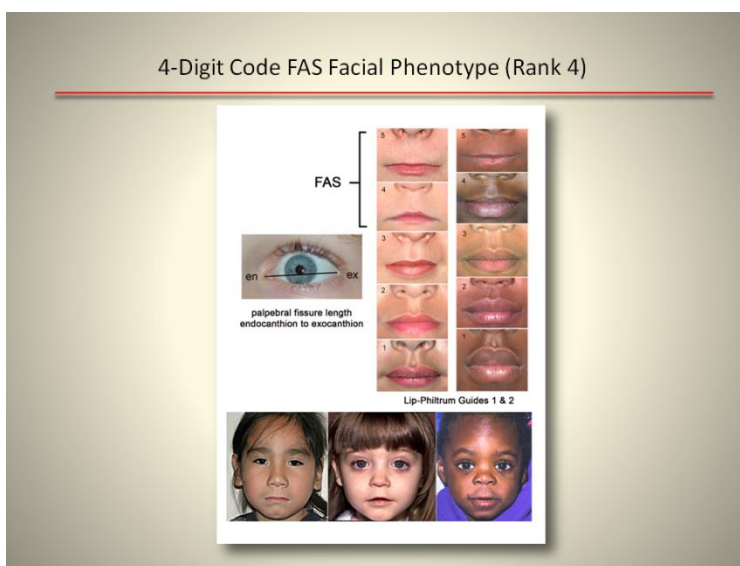 4-Digit Code FAS Facial Phenotype (Rank 4)
FAS
5
5
4
4
3
3
2
2
1
1
en
ex
palpebral fissure length
endocanthion to exocanthion
Lip-Philtrum Guides 1 & 2